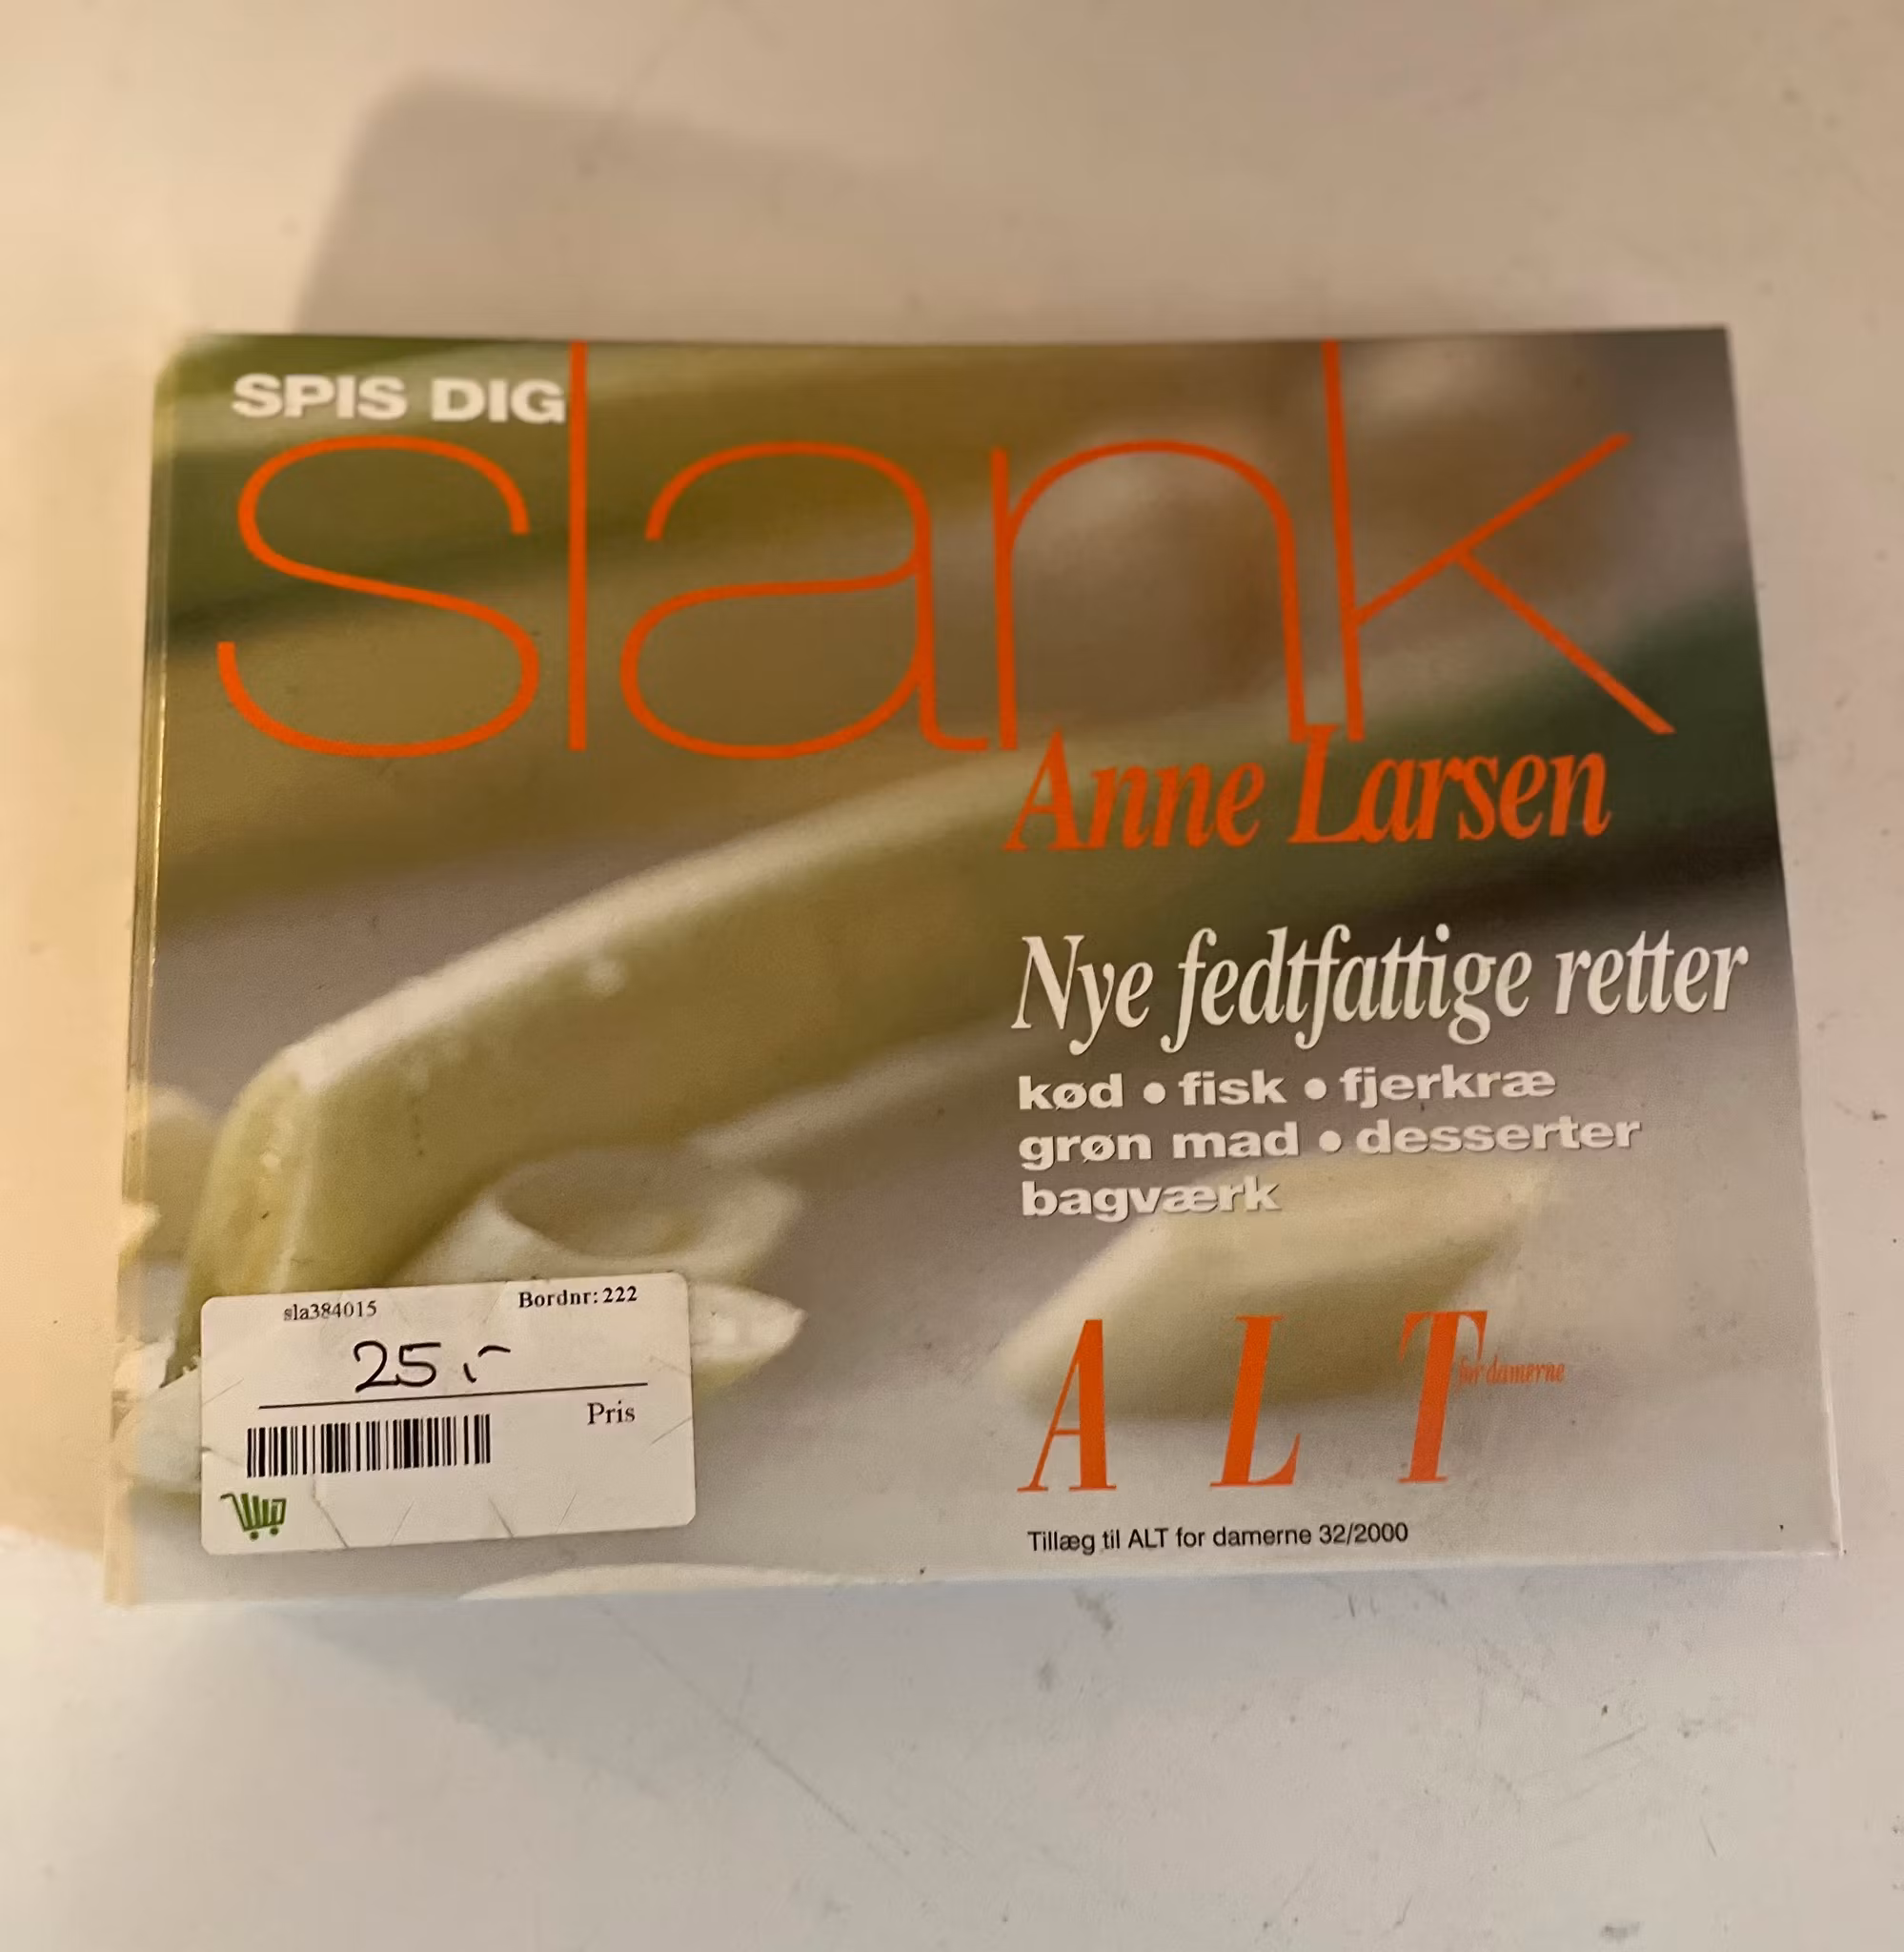 SPIS DIG
slank
Anne Larsen
Nye fedtfattige retter
kød • fisk • fjerkræ
grøn mad • desserter
bagværk
ALT for damerne
Tillæg til ALT for damerne 32/2000
sla384015 Bordnr: 222
25,-
Pris